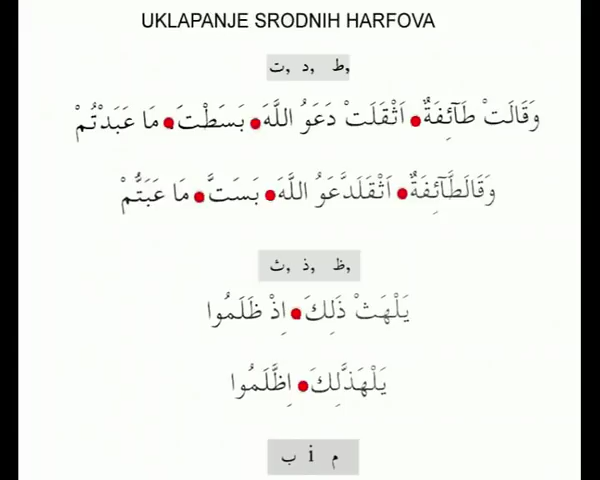 UKLAPANJE SRODNIH HARFOVA
ط, د, ت,
وَقَالَتْ طَآئِفَةٌ ● اَثْقَلَتْ دَعَوُ اللَّهَ ● بَسَطْتَ ● مَا عَبَدْتُمْ
وَقَالَطَّآئِفَةٌ ● اَثْقَلَدَّعَوُ اللَّهَ ● بَسَتَّ ● مَا عَبَتُّمْ
ظ, ذ, ث,
يَلْهَثْ ذَلِكَ ● اِذْ ظَلَمُوا
يَلْهَذَّلِكَ ● اِظَّلَمُوا
م i ب